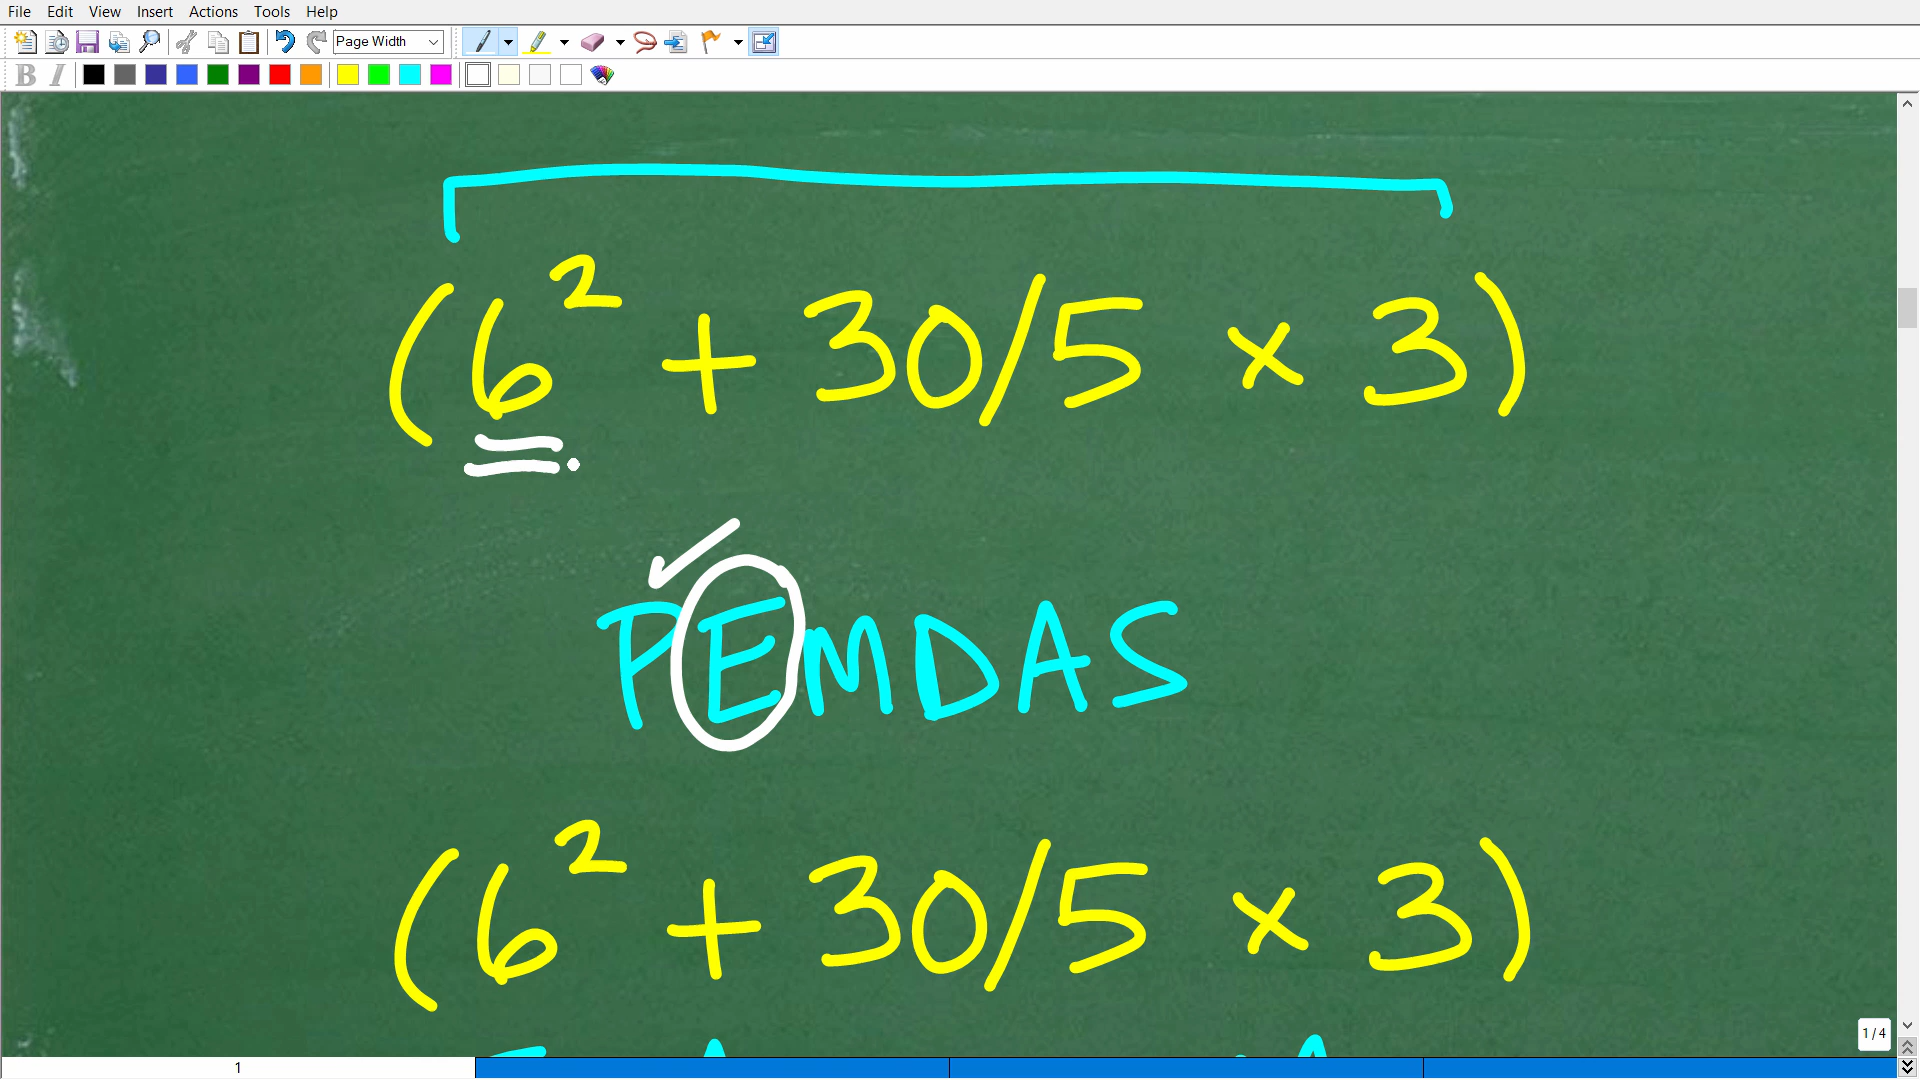 File Edit View Insert Actions Tools Help
Page Width
B I
(6² + 30/5 × 3)
PEMDAS
(6² + 30/5 × 3)
1 / 4
1